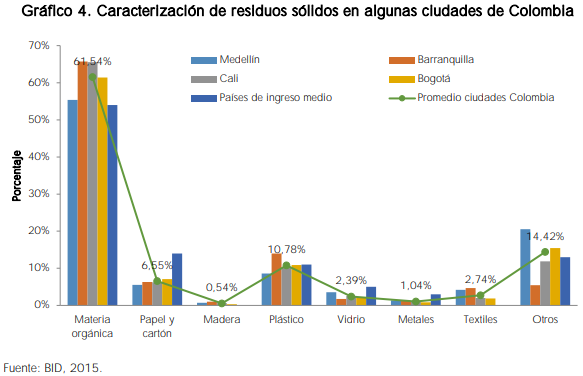 Gráfico 4. Caracterización de residuos sólidos en algunas ciudades de Colombia
70%
60%
50%
40%
30%
20%
10%
0%
Porcentaje
Medellín
Barranquilla
Cali
Bogotá
Países de ingreso medio
Promedio ciudades Colombia
61,54%
6,55%
0,54%
10,78%
2,39%
1,04%
2,74%
14,42%
Materia
orgánica
Papel y
cartón
Madera
Plástico
Vidrio
Metales
Textiles
Otros
Fuente: BID, 2015.